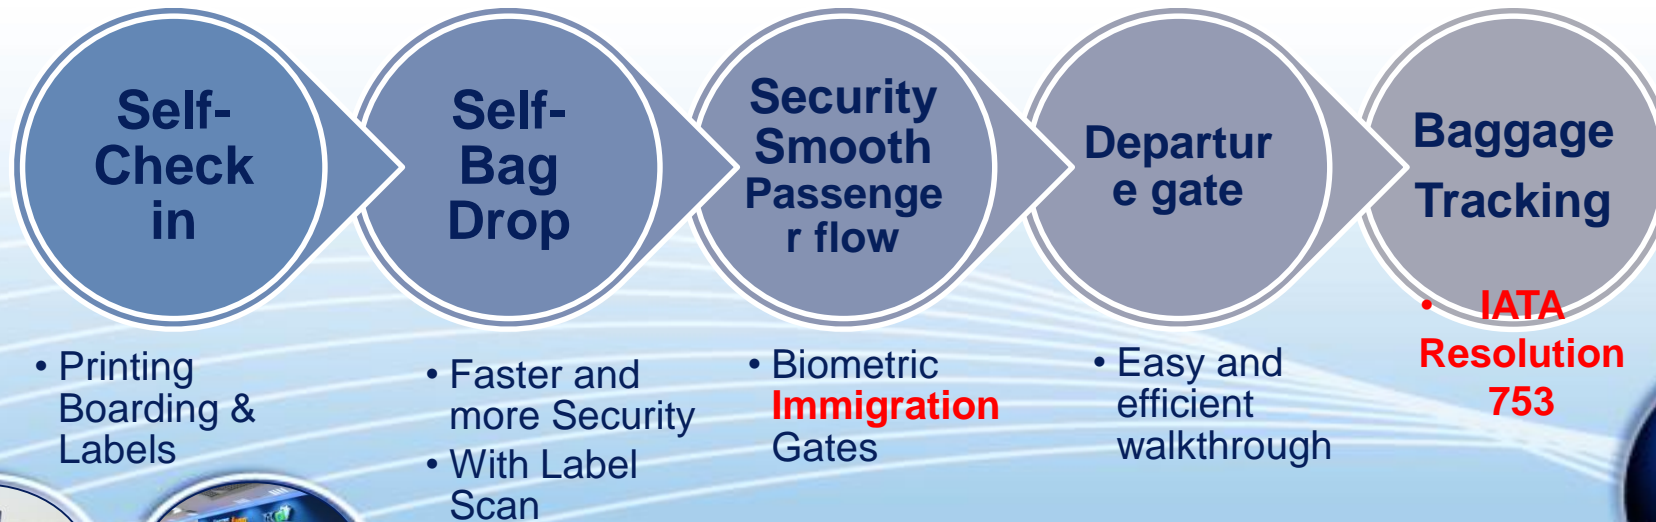 Self-
Check
in
Self-
Bag
Drop
Security
Smooth
Passenge
r flow
Departur
e gate
Baggage
Tracking
• Printing
Boarding &
Labels
• Faster and
more Security
• With Label
Scan
• Biometric
Immigration
Gates
• Easy and
efficient
walkthrough
• IATA
Resolution
753